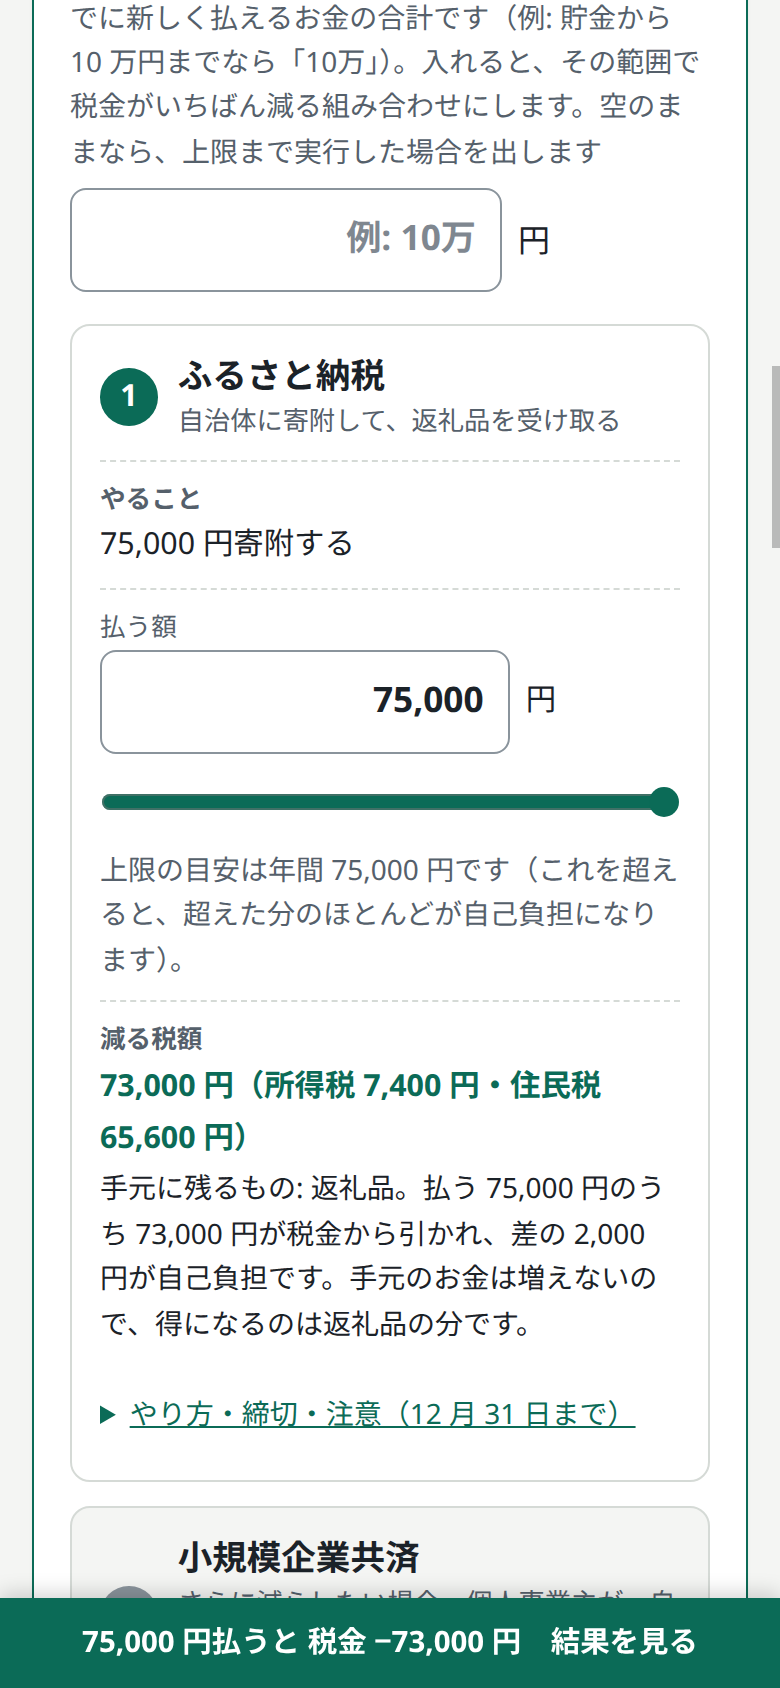 でに新しく払えるお金の合計です（例: 貯金から
10 万円までなら「10万」）。入れると、その範囲で
税金がいちばん減る組み合わせにします。空のま
まなら、上限まで実行した場合を出します
例: 10万 円
1 ふるさと納税
自治体に寄附して、返礼品を受け取る
やること
75,000 円寄附する
払う額
75,000 円
上限の目安は年間 75,000 円です（これを超え
ると、超えた分のほとんどが自己負担になり
ます）。
減る税額
73,000 円（所得税 7,400 円・住民税
65,600 円）
手元に残るもの: 返礼品。払う 75,000 円のう
ち 73,000 円が税金から引かれ、差の 2,000
円が自己負担です。手元のお金は増えないの
で、得になるのは返礼品の分です。
▶ やり方・締切・注意（12 月 31 日まで）
小規模企業共済
75,000 円払うと 税金 −73,000 円 結果を見る